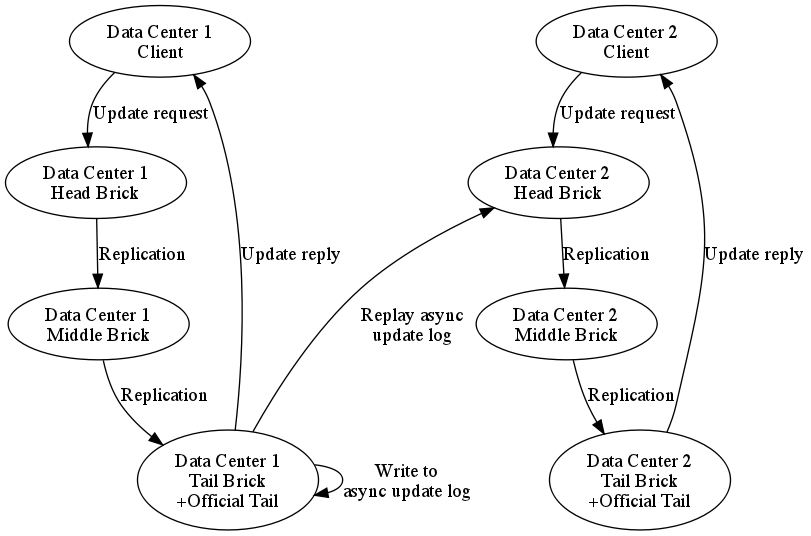 Data Center 1
Client
Data Center 2
Client
Update request
Update request
Data Center 1
Head Brick
Data Center 2
Head Brick
Replication
Update reply
Replication
Update reply
Data Center 1
Middle Brick
Replay async
update log
Data Center 2
Middle Brick
Replication
Replication
Data Center 1
Tail Brick
+Official Tail
Write to
async update log
Data Center 2
Tail Brick
+Official Tail